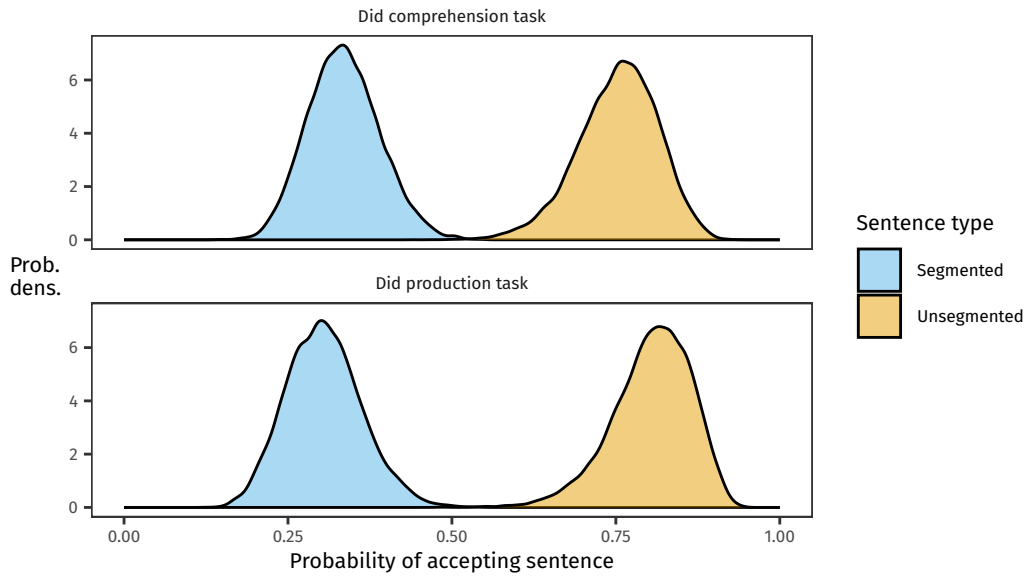 Did comprehension task
6
4
2
0
Prob.
dens.
Did production task
6
4
2
0
0.00 0.25 0.50 0.75 1.00
Probability of accepting sentence
Sentence type
Segmented
Unsegmented